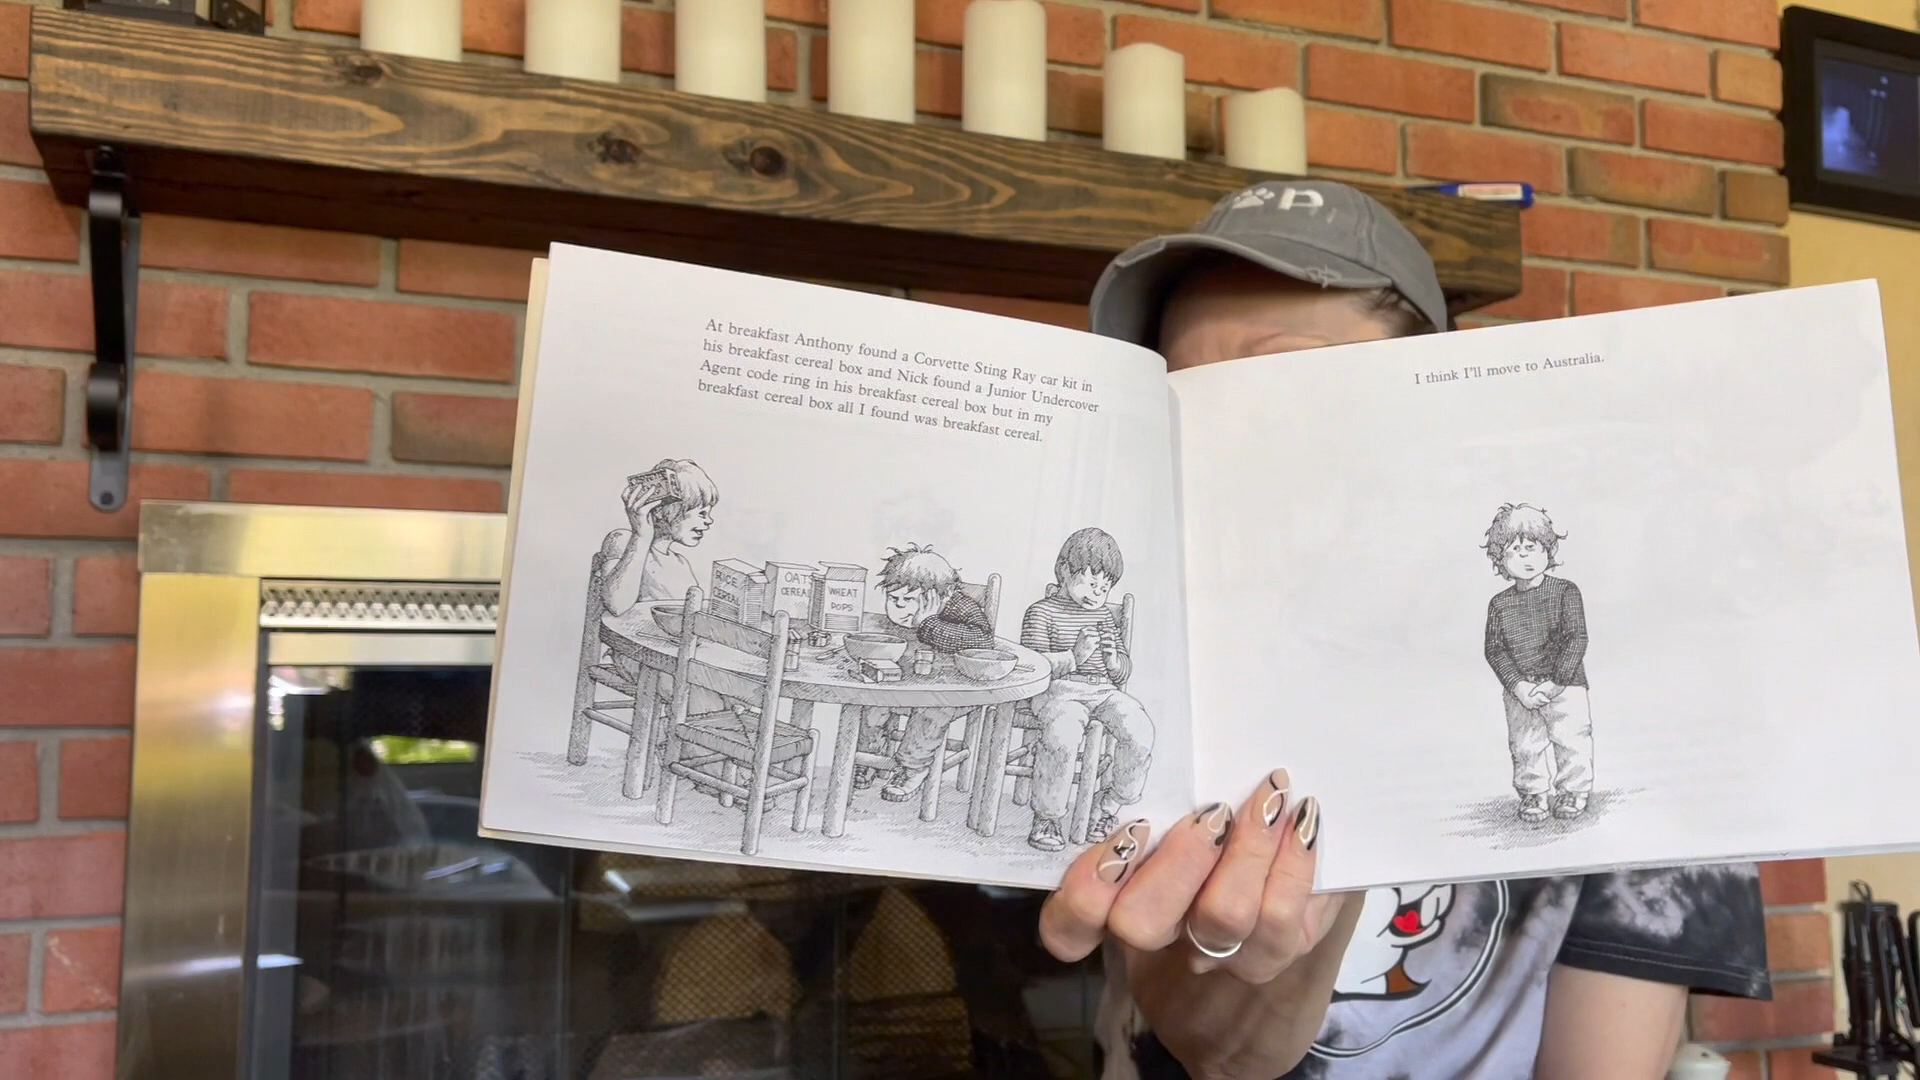 At breakfast Anthony found a Corvette Sting Ray car kit in
his breakfast cereal box and Nick found a Junior Undercover
Agent code ring in his breakfast cereal box but in my
breakfast cereal box all I found was breakfast cereal.
RICE
CEREAL
OATS
CEREAL
WHEAT
POPS
I think I'll move to Australia.